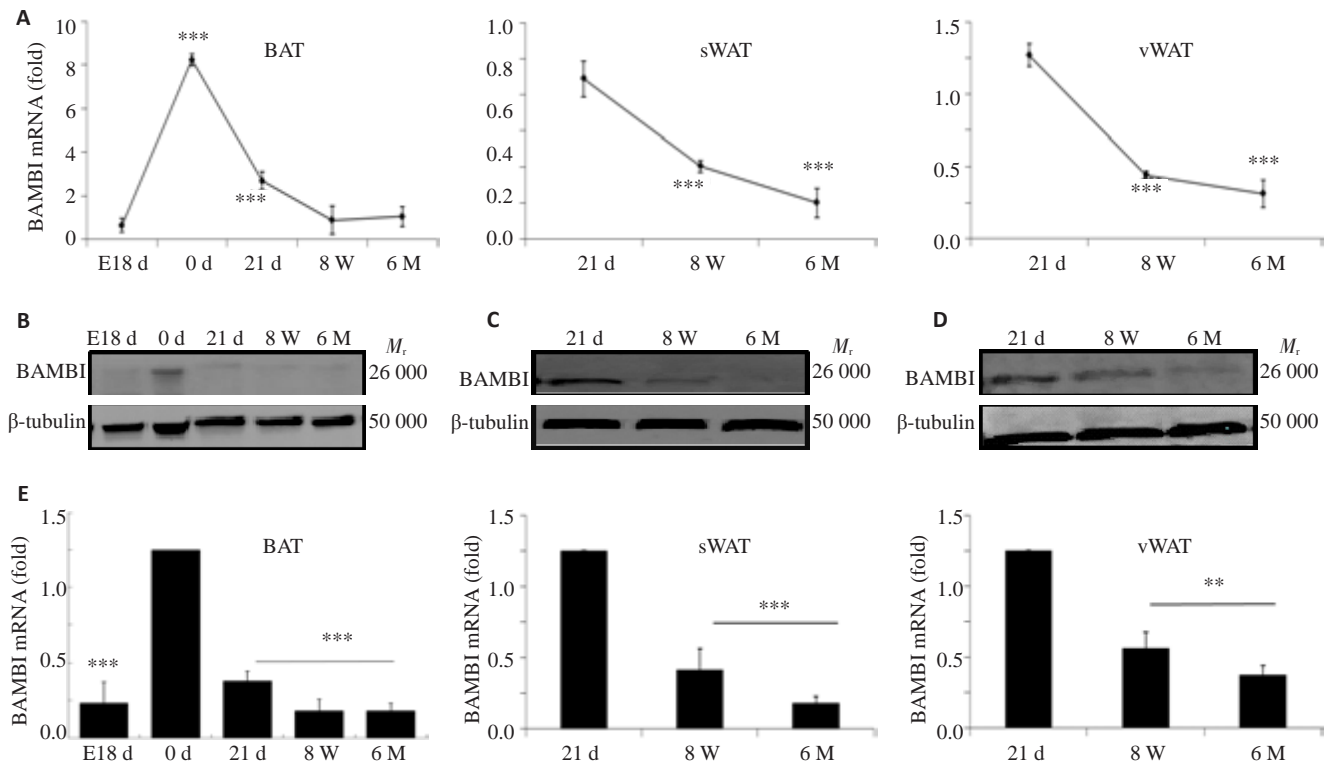 A
BAMBI mRNA (fold)
10
8
6
4
2
0
***
***
BAT
E18 d 0 d 21 d 8 W 6 M
1.0
0.8
0.6
0.4
0.2
0.0
sWAT
***
***
21 d 8 W 6 M
1.5
1.0
0.5
0.0
vWAT
***
***
21 d 8 W 6 M
B
E18 d 0 d 21 d 8 W 6 M
Mr
BAMBI 26 000
β-tubulin 50 000
C
21 d 8 W 6 M
Mr
BAMBI 26 000
β-tubulin 50 000
D
21 d 8 W 6 M
Mr
BAMBI 26 000
β-tubulin 50 000
E
BAMBI mRNA (fold)
1.5
1.0
0.5
0.0
BAT
***
***
E18 d 0 d 21 d 8 W 6 M
BAMBI mRNA (fold)
1.5
1.0
0.5
0.0
sWAT
***
21 d 8 W 6 M
BAMBI mRNA (fold)
1.5
1.0
0.5
0.0
vWAT
**
21 d 8 W 6 M